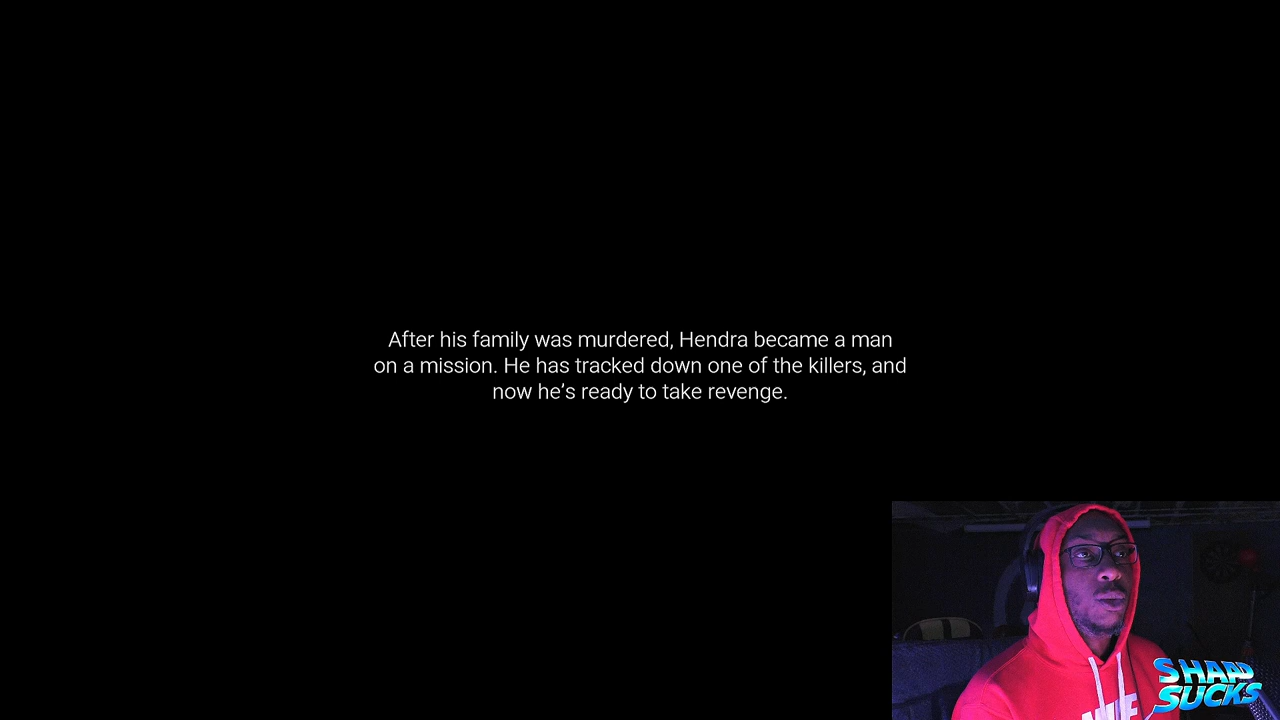 After his family was murdered, Hendra became a man
on a mission. He has tracked down one of the killers, and
now he’s ready to take revenge.
SHAAD
SUCKS